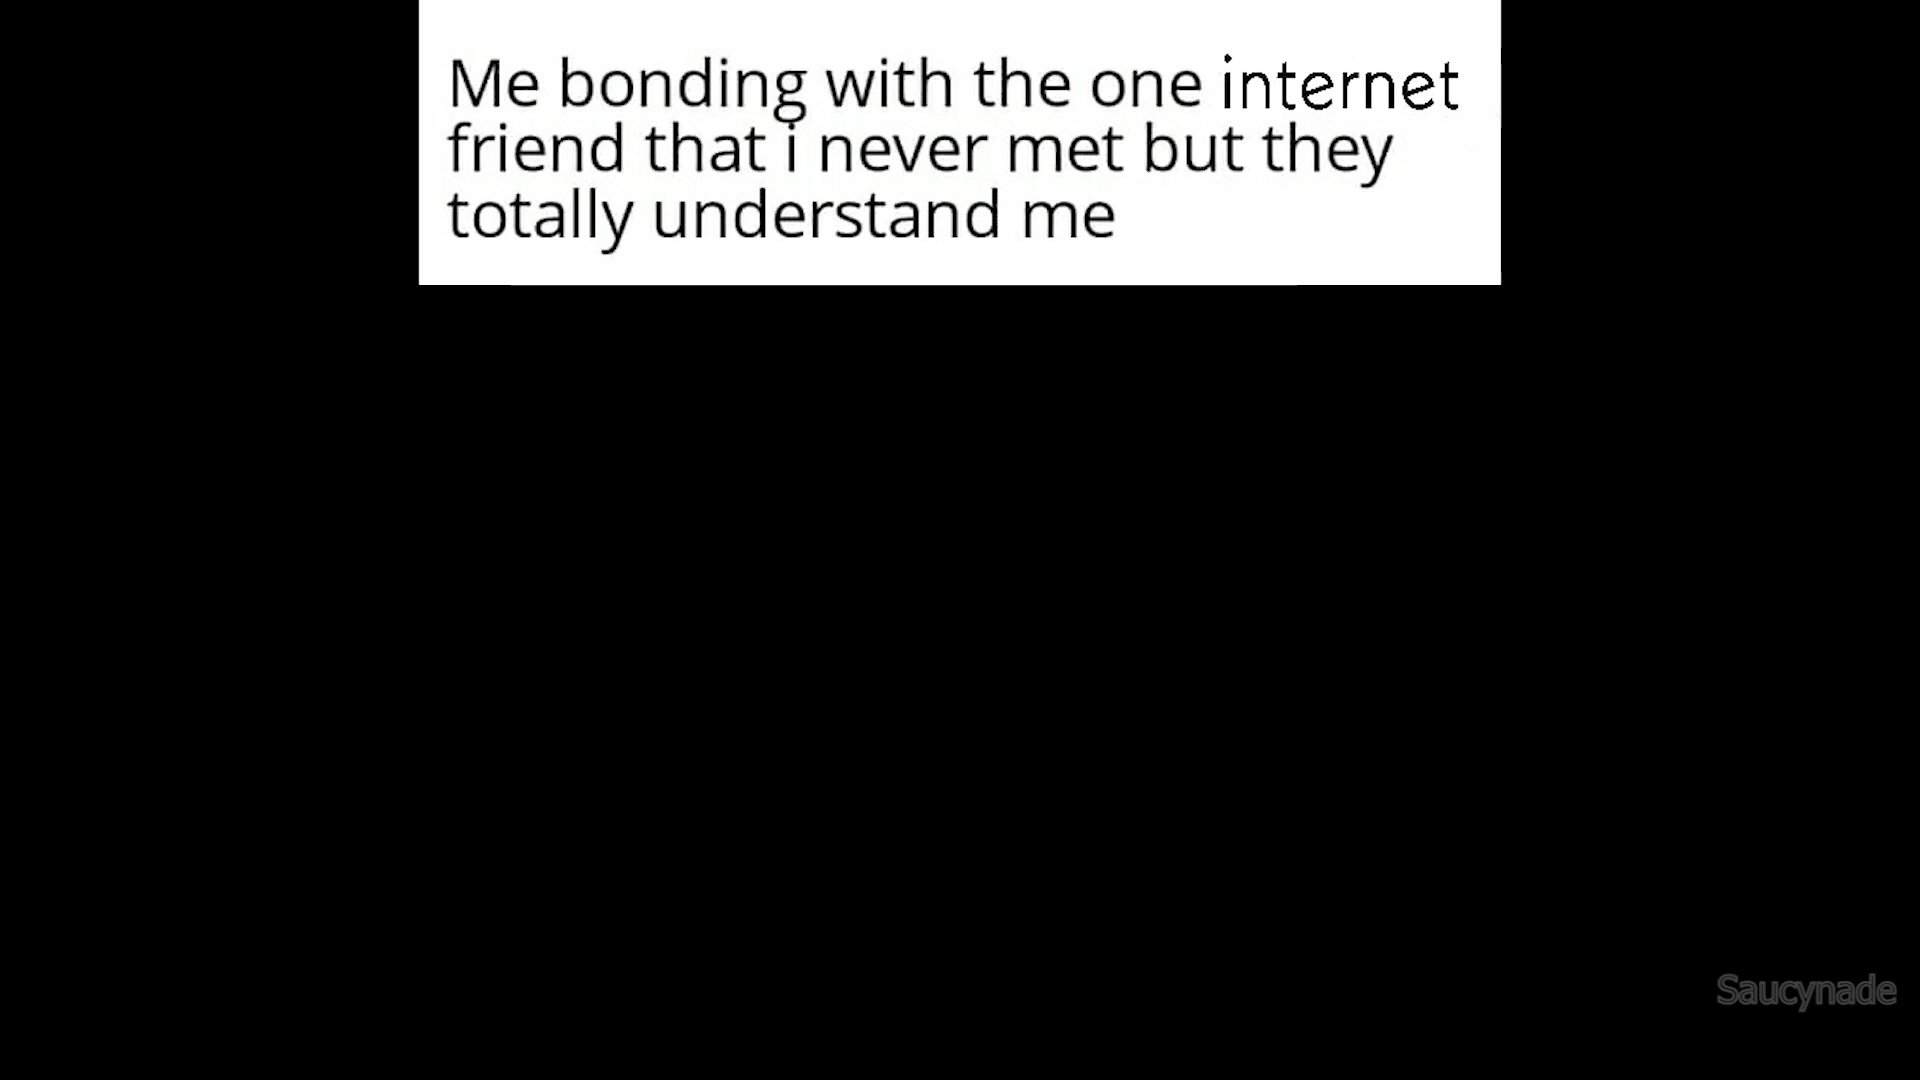 Me bonding with the one internet
friend that i never met but they
totally understand me
Saucynade